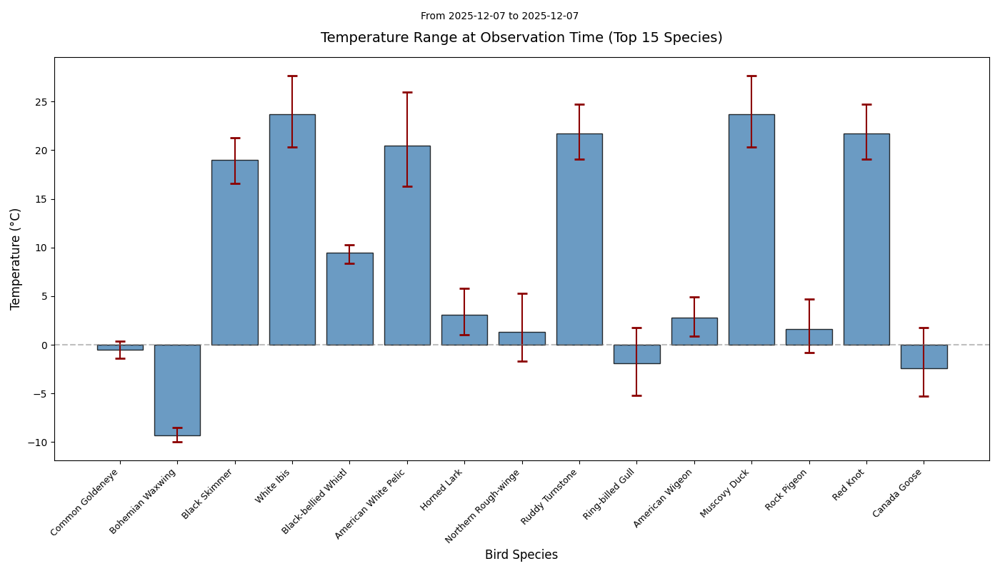 From 2025-12-07 to 2025-12-07
Temperature Range at Observation Time (Top 15 Species)
Temperature (°C)
25
20
15
10
5
0
−5
−10
Common Goldeneye
Bohemian Waxwing
Black Skimmer
White Ibis
Black-bellied Whistl
American White Pelic
Horned Lark
Northern Rough-winge
Ruddy Turnstone
Ring-billed Gull
American Wigeon
Muscovy Duck
Rock Pigeon
Red Knot
Canada Goose
Bird Species